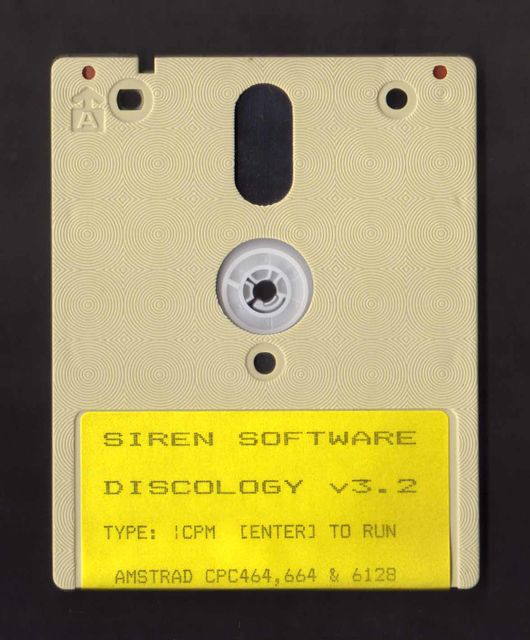 A
SIREN SOFTWARE
DISCOLOGY v3.2
TYPE: ¦CPM [ENTER] TO RUN
AMSTRAD CPC464,664 & 6128